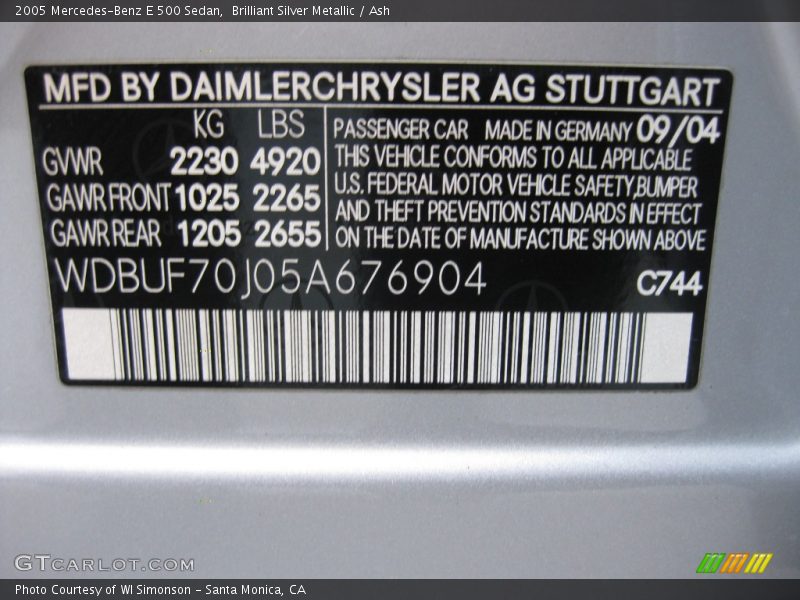 2005 Mercedes-Benz E 500 Sedan,  Brilliant Silver Metallic / Ash
MFD BY DAIMLERCHRYSLER AG STUTTGART
KG LBS
GVWR 2230 4920
GAWR FRONT 1025 2265
GAWR REAR 1205 2655
PASSENGER CAR MADE IN GERMANY 09/04
THIS VEHICLE CONFORMS TO ALL APPLICABLE
U.S. FEDERAL MOTOR VEHICLE SAFETY,BUMPER
AND THEFT PREVENTION STANDARDS IN EFFECT
ON THE DATE OF MANUFACTURE SHOWN ABOVE
WDBUF70J05A676904 C744
GTCARLOT.COM
Photo Courtesy of WI Simonson – Santa Monica, CA